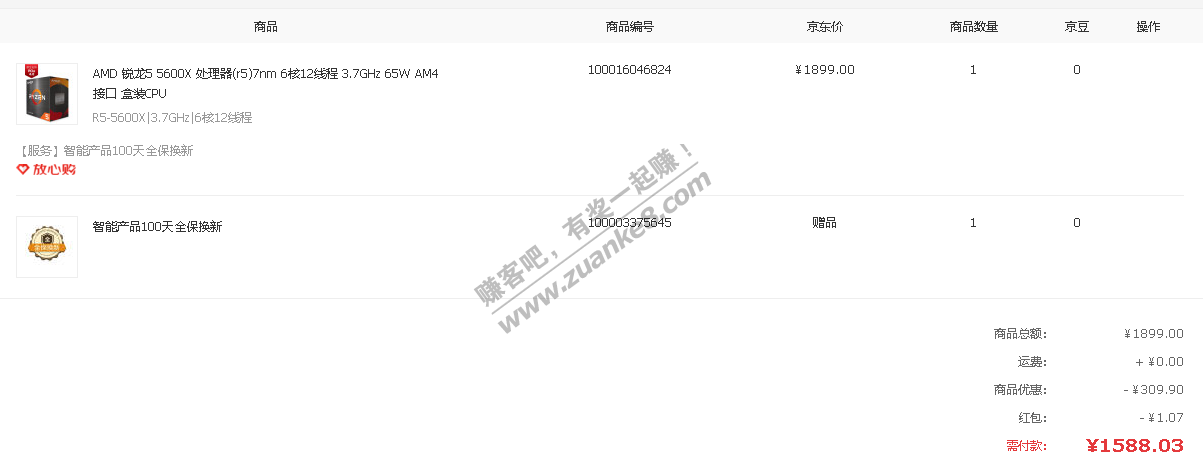 商品 商品编号 京东价 商品数量 京豆 操作
AMD 锐龙5 5600X 处理器(r5)7nm 6核12线程 3.7GHz 65W AM4
接口 盒装CPU
100016046824 ¥1899.00 1 0
R5-5600X|3.7GHz|6核12线程
RYZEN
【服务】智能产品100天全保换新
放心购
智能产品100天全保换新 100003375645 赠品 1 0
全保换新
赚客吧,有奖一起赚!
www.zuanke8.com
商品总额: ¥1899.00
运费: + ¥0.00
商品优惠: - ¥309.90
红包: - ¥1.07
需付款: ¥1588.03